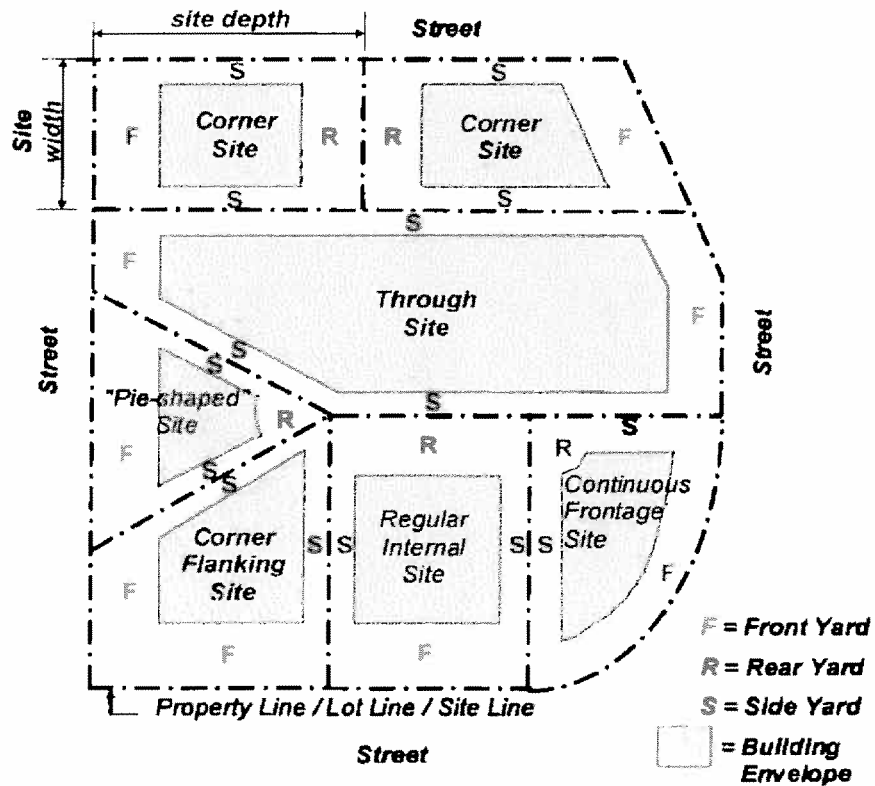 site depth
Street
Site
width
S
S
F
Corner
Site
R
R
Corner
Site
F
S
S
S
F
Through
Site
F
Street
Street
S
S
S
"Pie-shaped"
Site
R
F
S
S
S
R
R
Continuous
Frontage
Site
Corner
Flanking
Site
S
S
Regular
Internal
Site
S
S
F
F
F
F
F = Front Yard
R = Rear Yard
S = Side Yard
= Building
Envelope
Property Line / Lot Line / Site Line
Street